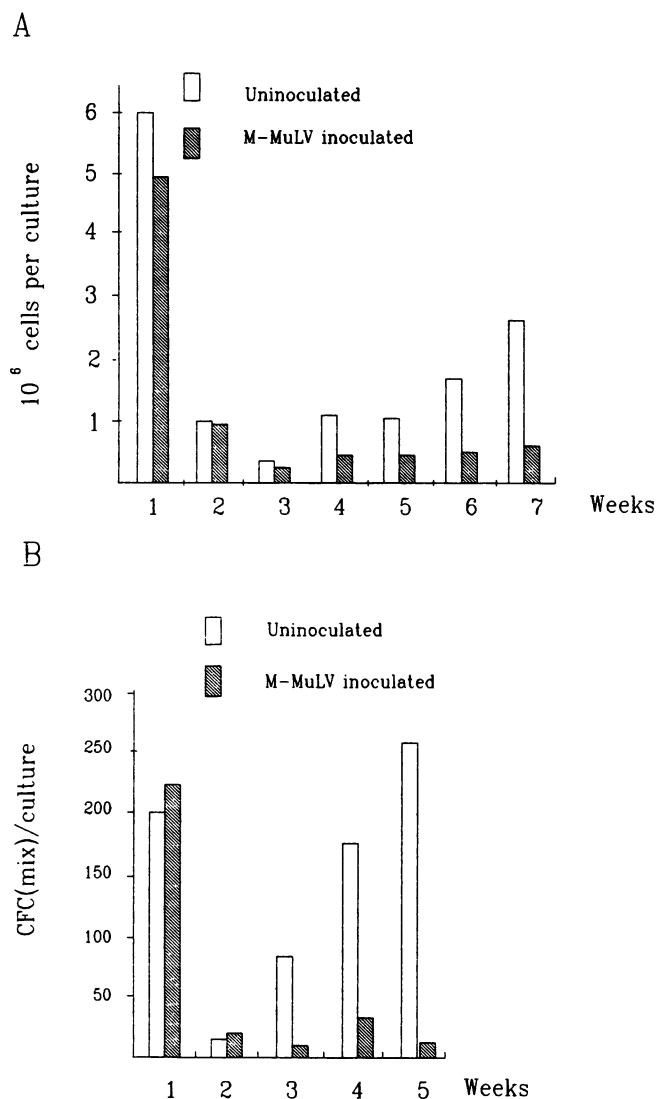 A
Uninoculated
M-MuLV inoculated
10⁶ cells per culture
6
5
4
3
2
1
1 2 3 4 5 6 7 Weeks
B
Uninoculated
M-MuLV inoculated
CFC(mix)/culture
300
250
200
150
100
50
1 2 3 4 5 Weeks